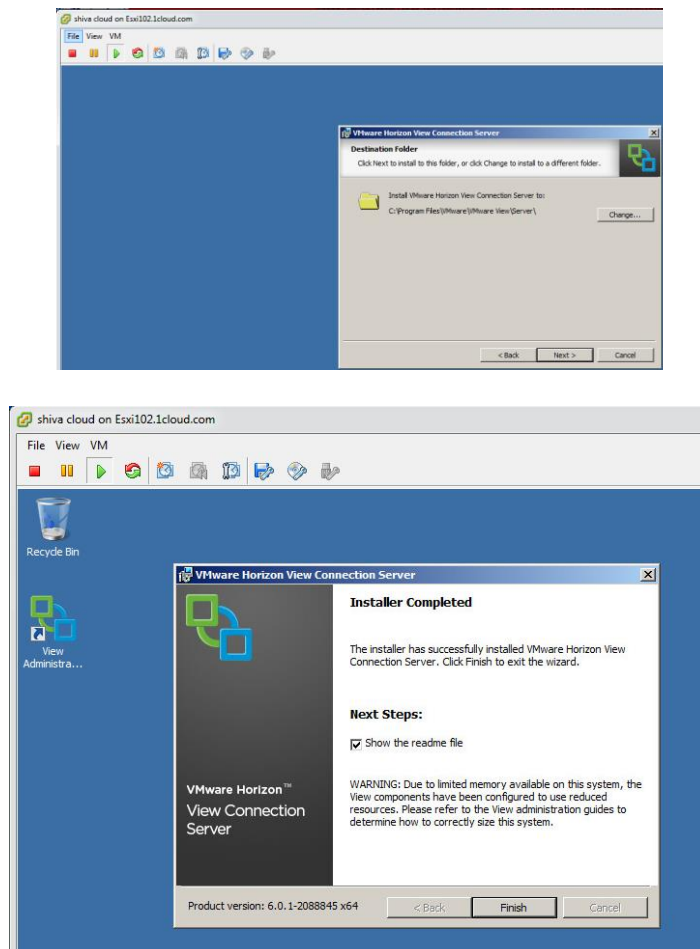 shiva cloud on Esxi102.1cloud.com
File View VM
VMware Horizon View Connection Server
Destination Folder
Click Next to install to this folder, or click Change to install to a different folder.
Install VMware Horizon View Connection Server to:
C:\Program Files\VMware\VMware View\Server\
Change...
< Back Next > Cancel
shiva cloud on Esxi102.1cloud.com
File View VM
Recycle Bin
View
Administra...
VMware Horizon View Connection Server
Installer Completed
The installer has successfully installed VMware Horizon View
Connection Server. Click Finish to exit the wizard.
Next Steps:
Show the readme file
WARNING: Due to limited memory available on this system, the
View components have been configured to use reduced
resources. Please refer to the View administration guides to
determine how to correctly size this system.
VMware Horizon™
View Connection
Server
Product version: 6.0.1-2088845 x64
< Back Finish Cancel